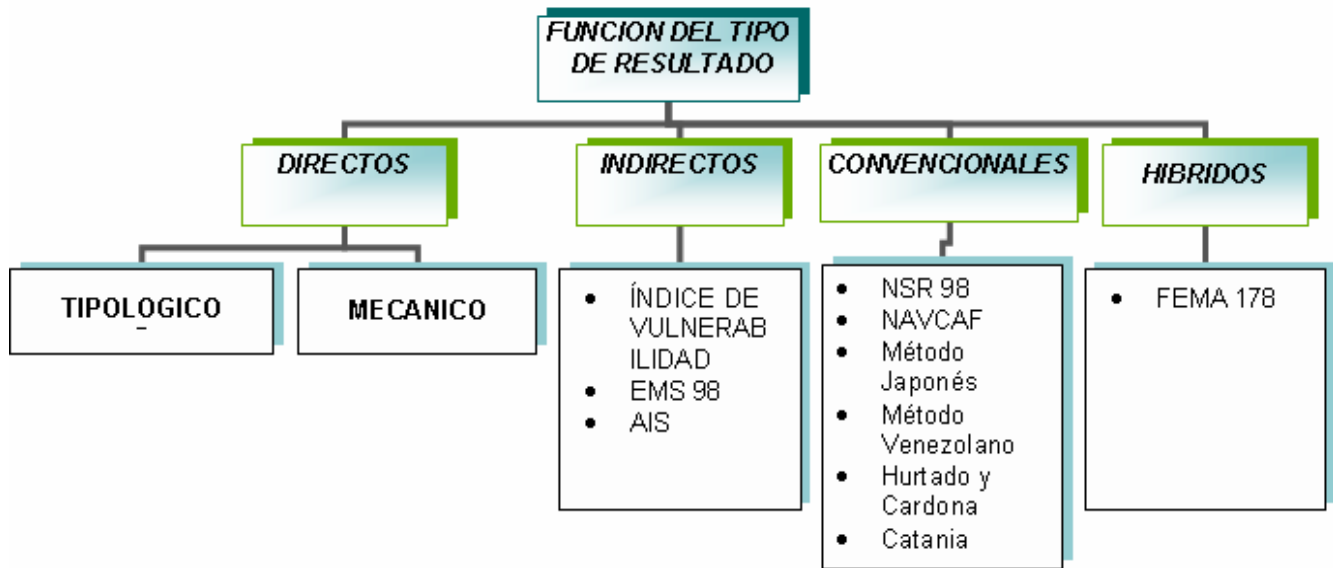 FUNCION DEL TIPO
DE RESULTADO
DIRECTOS
INDIRECTOS
CONVENCIONALES
HIBRIDOS
TIPOLOGICO
MECANICO
• ÍNDICE DE
VULNERAB
ILIDAD
• EMS 98
• AIS
• NSR 98
• NAVCAF
• Método
Japonés
• Método
Venezolano
• Hurtado y
Cardona
• Catania
• FEMA 178